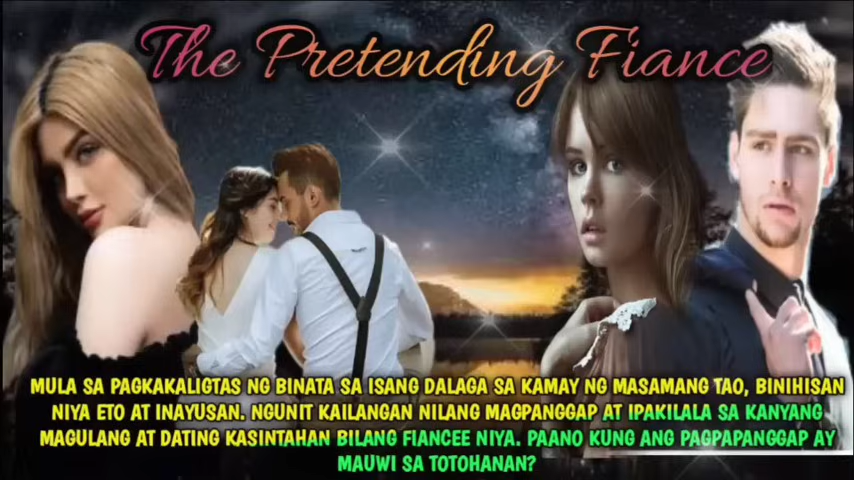 The Pretending Fiance
MULA SA PAGKAKALIGTAS NG BINATA SA ISANG DALAGA SA KAMAY NG MASAMANG TAO, BINIHISAN
NIYA ETO AT INAYUSAN. NGUNIT KAILANGAN NILANG MAGPANGGAP AT IPAKILALA SA KANYANG
MAGULANG AT DATING KASINTAHAN BILANG FIANCEE NIYA. PAANO KUNG ANG PAGPAPANGGAP AY
MAUWI SA TOTOHANAN?